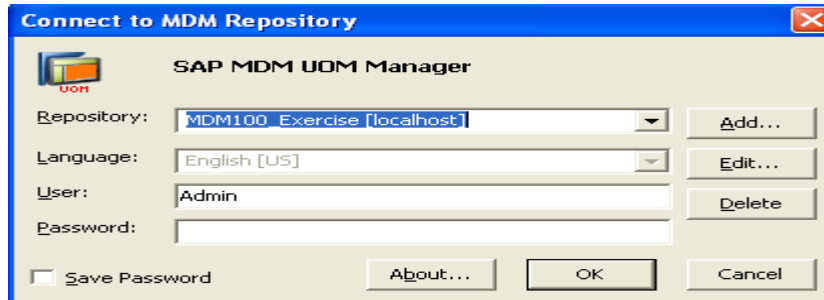 Connect to MDM Repository
UOM
SAP MDM UOM Manager
Repository: MDM100_Exercise [localhost] Add...
Language: English [US] Edit...
User: Admin Delete
Password:
Save Password About... OK Cancel